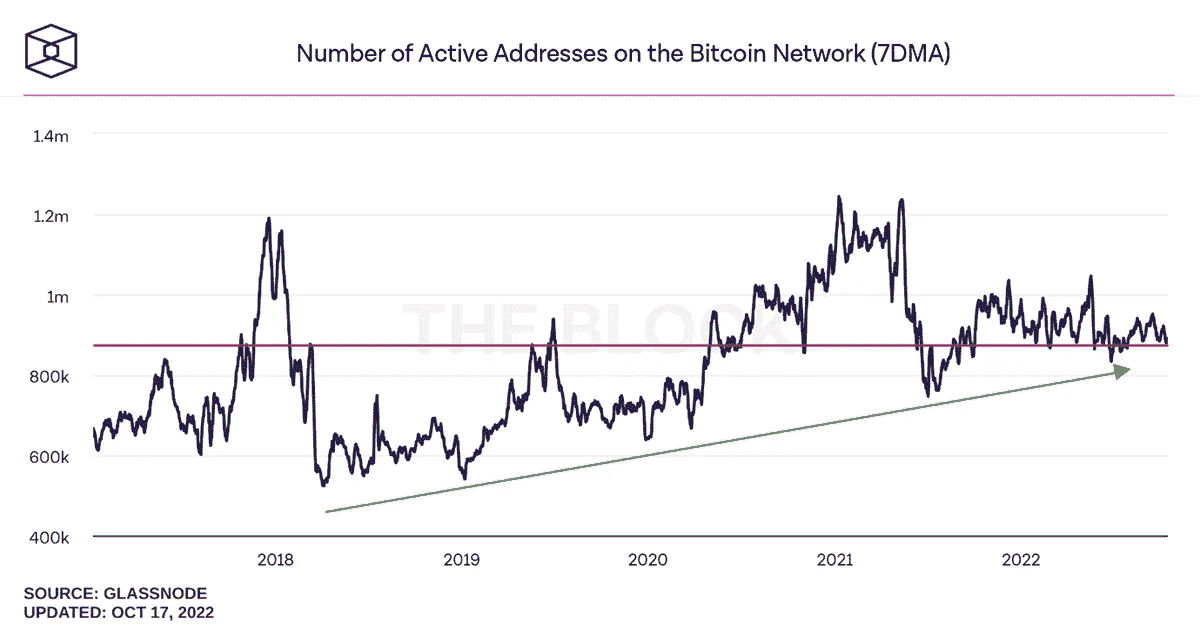 Number of Active Addresses on the Bitcoin Network (7DMA)
1.4m
1.2m
1m
THE BLOCK
800k
600k
400k
2018 2019 2020 2021 2022
SOURCE: GLASSNODE
UPDATED: OCT 17, 2022